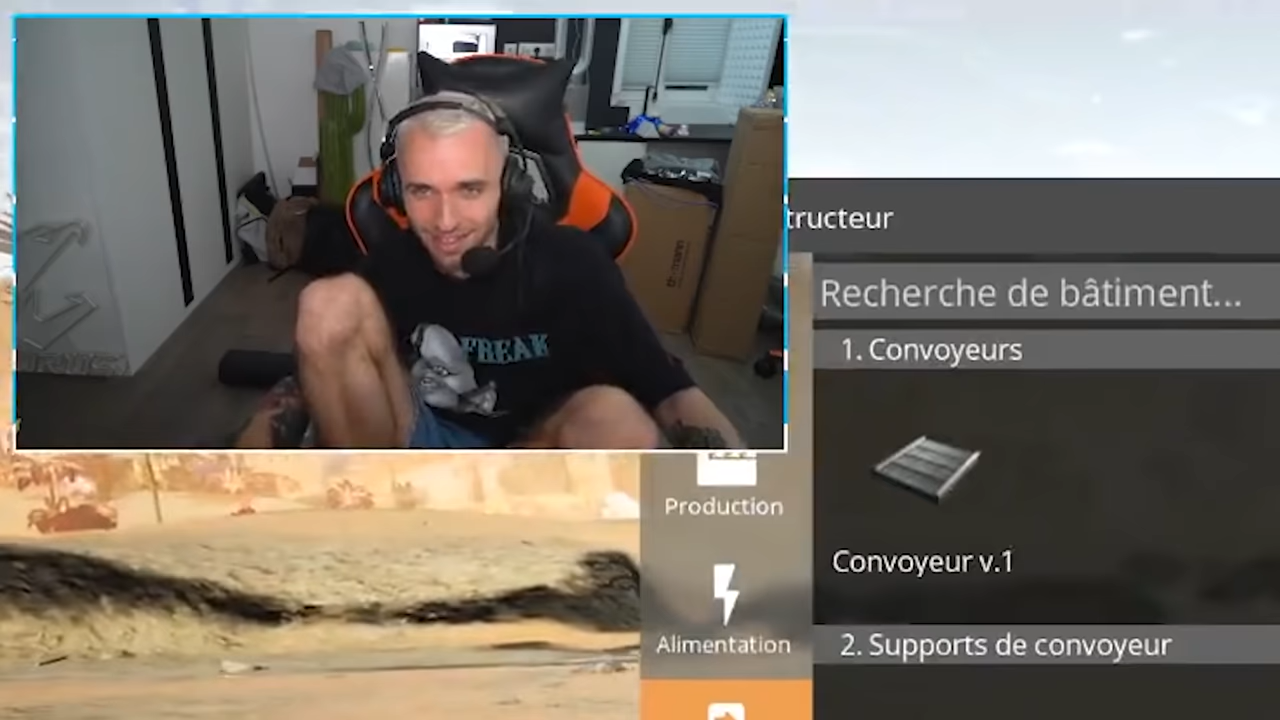 FREAK
tructeur
Recherche de bâtiment...
1. Convoyeurs
Convoyeur v.1
2. Supports de convoyeur
Production
Alimentation